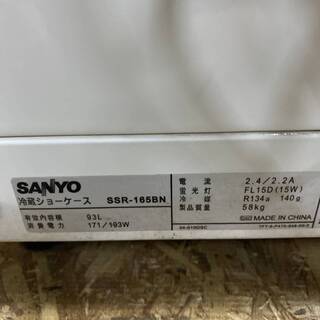 SANYO
冷蔵ショーケース SSR-165BN
有効内容積 93L
消費電力 171/193W
電流 2.4/2.2A
蛍光灯 FL15D(15W)
冷媒 R134a 140g
製品質量 58kg
MADE IN CHINA